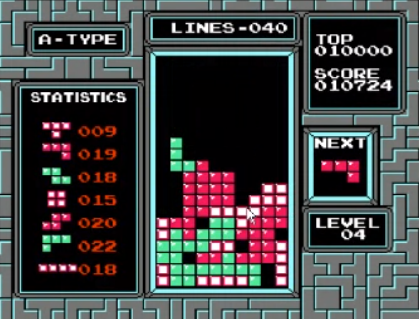 LINES-040
A-TYPE
TOP
010000
SCORE
010724
STATISTICS
009
019
018
015
020
022
018
NEXT
LEVEL
04